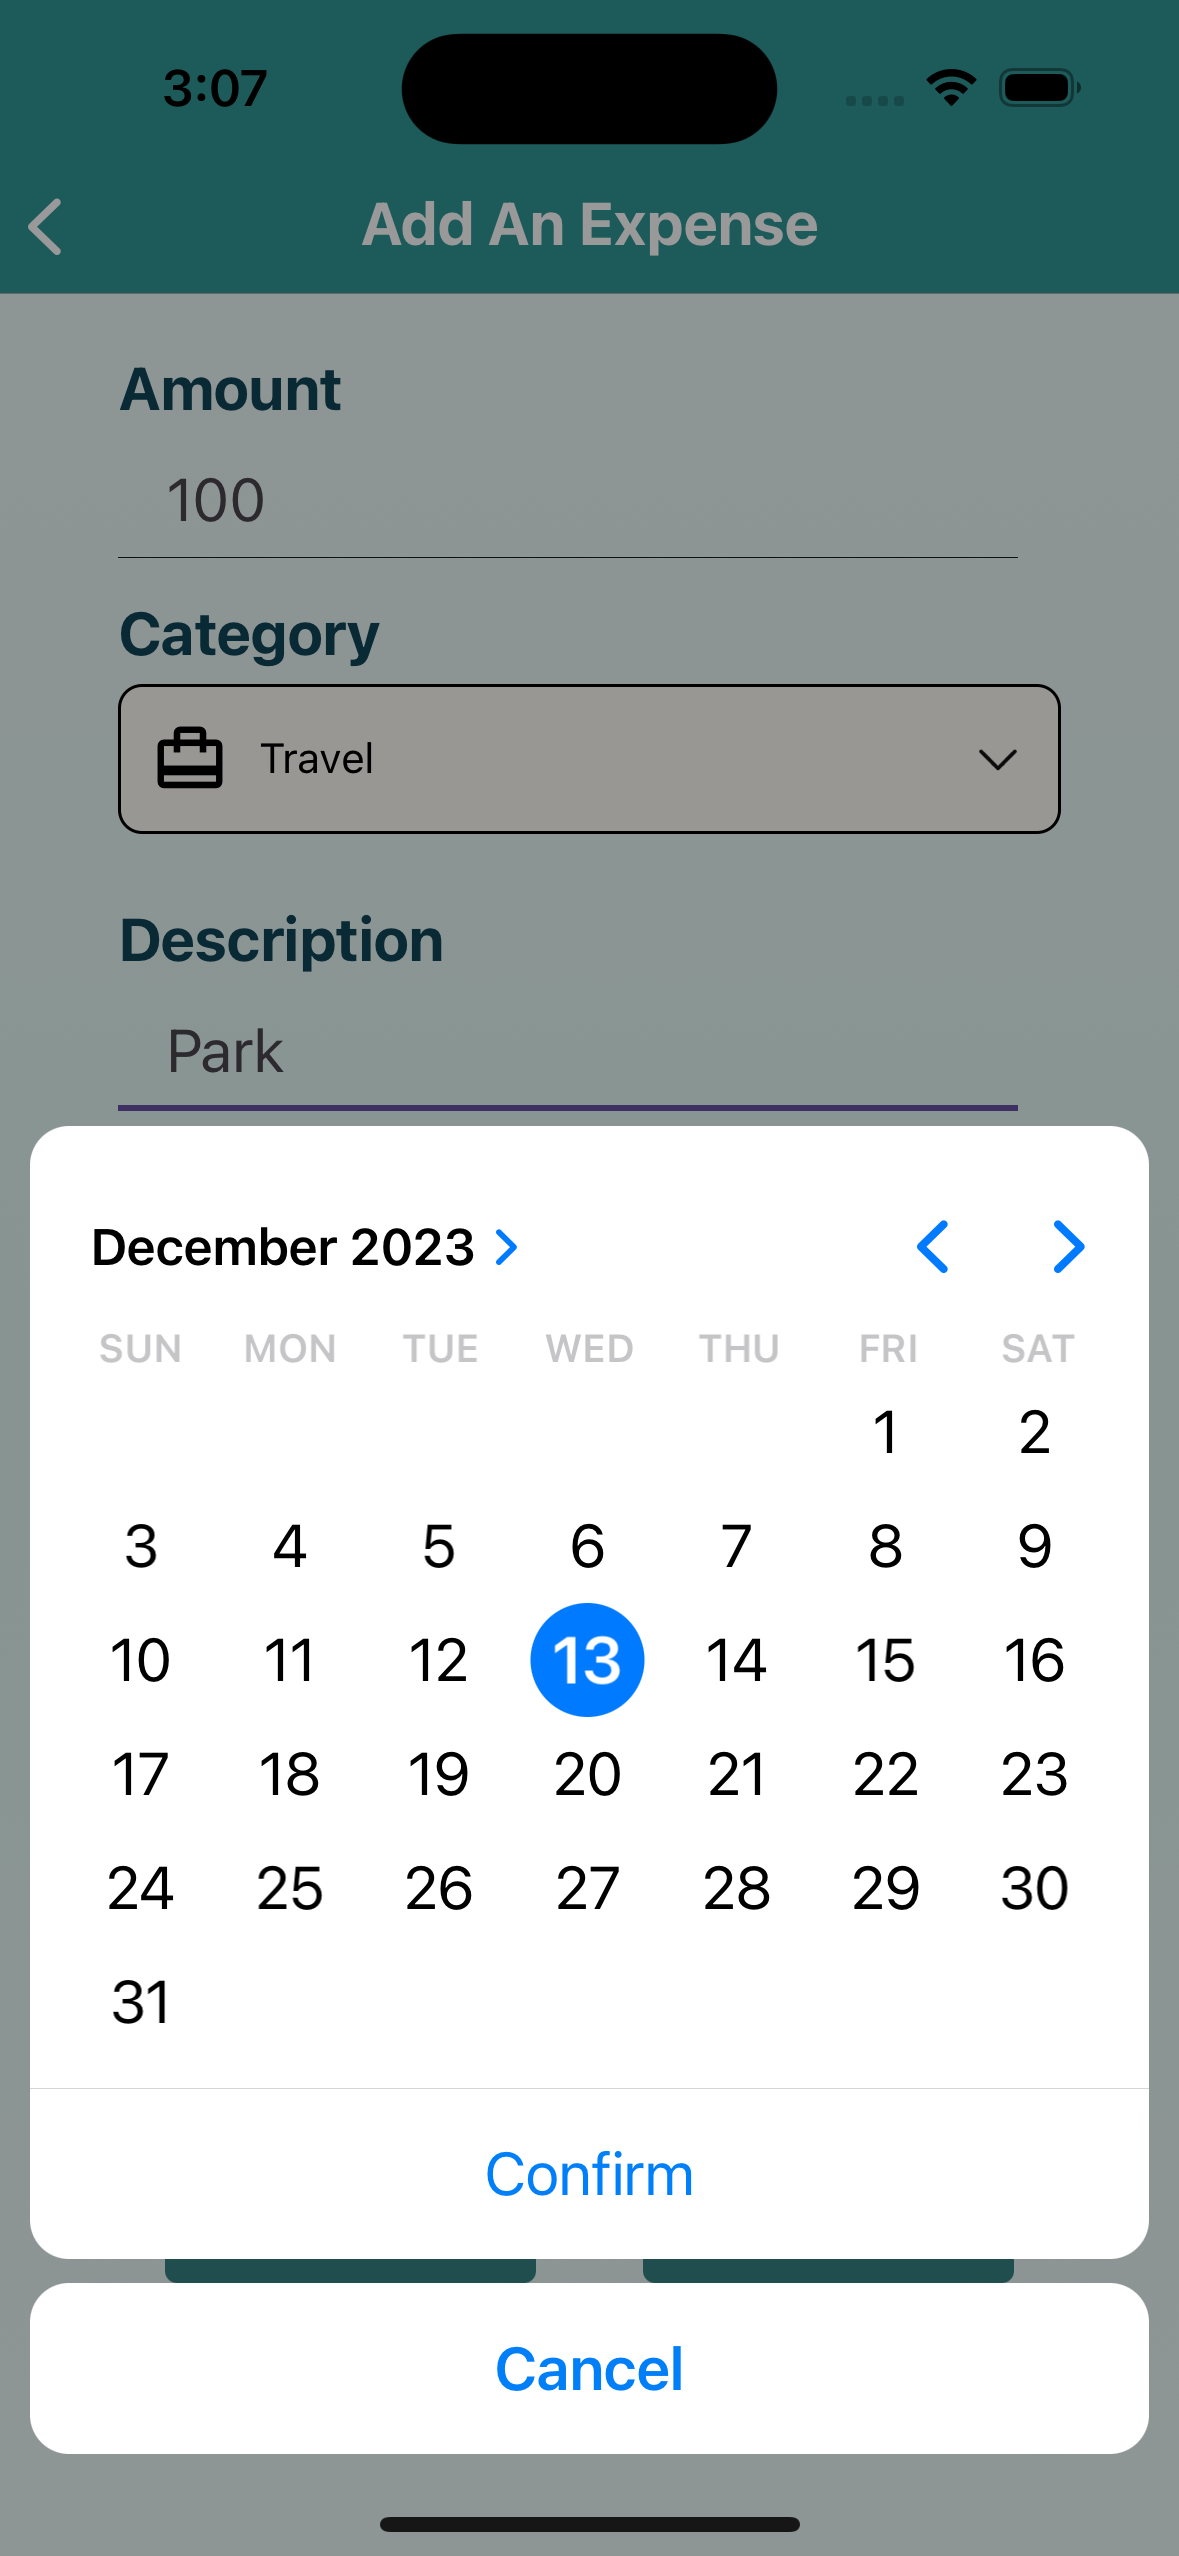 3:07
Add An Expense
Amount
100
Category
Travel
Description
Park
December 2023
SUN MON TUE WED THU FRI SAT
1 2
3 4 5 6 7 8 9
10 11 12 13 14 15 16
17 18 19 20 21 22 23
24 25 26 27 28 29 30
31
Confirm
Cancel